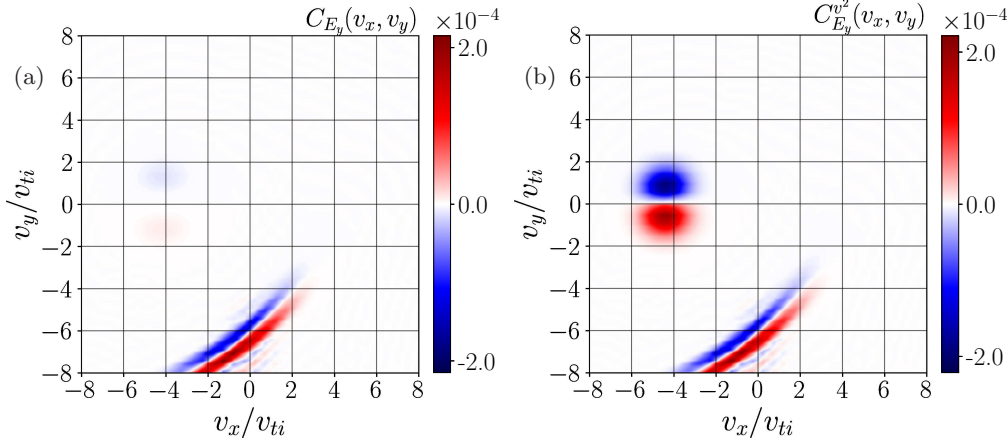 C_{E_y}(v_x, v_y)
×10⁻⁴
(a)
8
6
4
2
0
−2
−4
−6
−8
−8 −6 −4 −2 0 2 4 6 8
v_y/v_{ti}
v_x/v_{ti}
2.0
0.0
−2.0
C^{v²}_{E_y}(v_x, v_y)
×10⁻⁴
(b)
8
6
4
2
0
−2
−4
−6
−8
−8 −6 −4 −2 0 2 4 6 8
v_y/v_{ti}
v_x/v_{ti}
2.0
0.0
−2.0